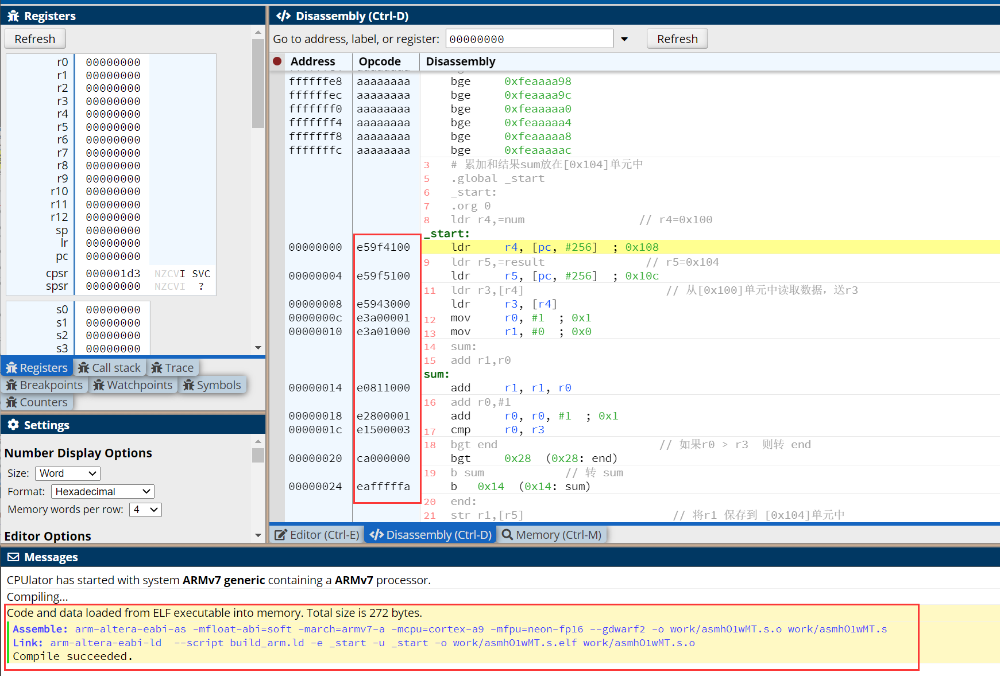 Registers
Refresh
r0 00000000
r1 00000000
r2 00000000
r3 00000000
r4 00000000
r5 00000000
r6 00000000
r7 00000000
r8 00000000
r9 00000000
r10 00000000
r11 00000000
r12 00000000
sp 00000000
lr 00000000
pc 00000000
cpsr 000001d3 NZCVI SVC
spsr 00000000 NZCVI ?
s0 00000000
s1 00000000
s2 00000000
s3 00000000
Registers Call stack Trace
Breakpoints Watchpoints Symbols
Counters
Settings
Number Display Options
Size: Word
Format: Hexadecimal
Memory words per row: 4
Editor Options
Disassembly (Ctrl-D)
Go to address, label, or register: 00000000 Refresh
Address Opcode Disassembly
ffffffe8 aaaaaaaa bge 0xfeaaaa98
ffffffec aaaaaaaa bge 0xfeaaaa9c
fffffff0 aaaaaaaa bge 0xfeaaaaa0
fffffff4 aaaaaaaa bge 0xfeaaaaa4
fffffff8 aaaaaaaa bge 0xfeaaaaa8
fffffffc aaaaaaaa bge 0xfeaaaaac
3 # 累加和结果sum放在[0x104]单元中
5 .global _start
6 _start:
7 .org 0
8 ldr r4,=num // r4=0x100
_start:
00000000 e59f4100 ldr r4, [pc, #256] ; 0x108
9 ldr r5,=result // r5=0x104
00000004 e59f5100 ldr r5, [pc, #256] ; 0x10c
11 ldr r3,[r4] // 从[0x100]单元中读取数据，送r3
00000008 e5943000 ldr r3, [r4]
0000000c e3a00001 12 mov r0, #1 ; 0x1
00000010 e3a01000 13 mov r1, #0 ; 0x0
14 sum:
15 add r1,r0
sum:
00000014 e0811000 add r1, r1, r0
16 add r0,#1
00000018 e2800001 add r0, r0, #1 ; 0x1
0000001c e1500003 17 cmp r0, r3
18 bgt end // 如果r0 > r3 则转 end
00000020 ca000000 bgt 0x28 (0x28: end)
19 b sum // 转 sum
00000024 eafffffa b 0x14 (0x14: sum)
20 end:
21 str r1,[r5] // 将r1 保存到 [0x104]单元中
Editor (Ctrl-E) Disassembly (Ctrl-D) Memory (Ctrl-M)
Messages
CPUlator has started with system ARMv7 generic containing a ARMv7 processor.
Compiling...
Code and data loaded from ELF executable into memory. Total size is 272 bytes.
Assemble: arm-altera-eabi-as -mfloat-abi=soft -march=armv7-a -mcpu=cortex-a9 -mfpu=neon-fp16 --gdwarf2 -o work/asmhO1wMT.s.o work/asmhO1wMT.s
Link: arm-altera-eabi-ld --script build_arm.ld -e _start -u _start -o work/asmhO1wMT.s.elf work/asmhO1wMT.s.o
Compile succeeded.